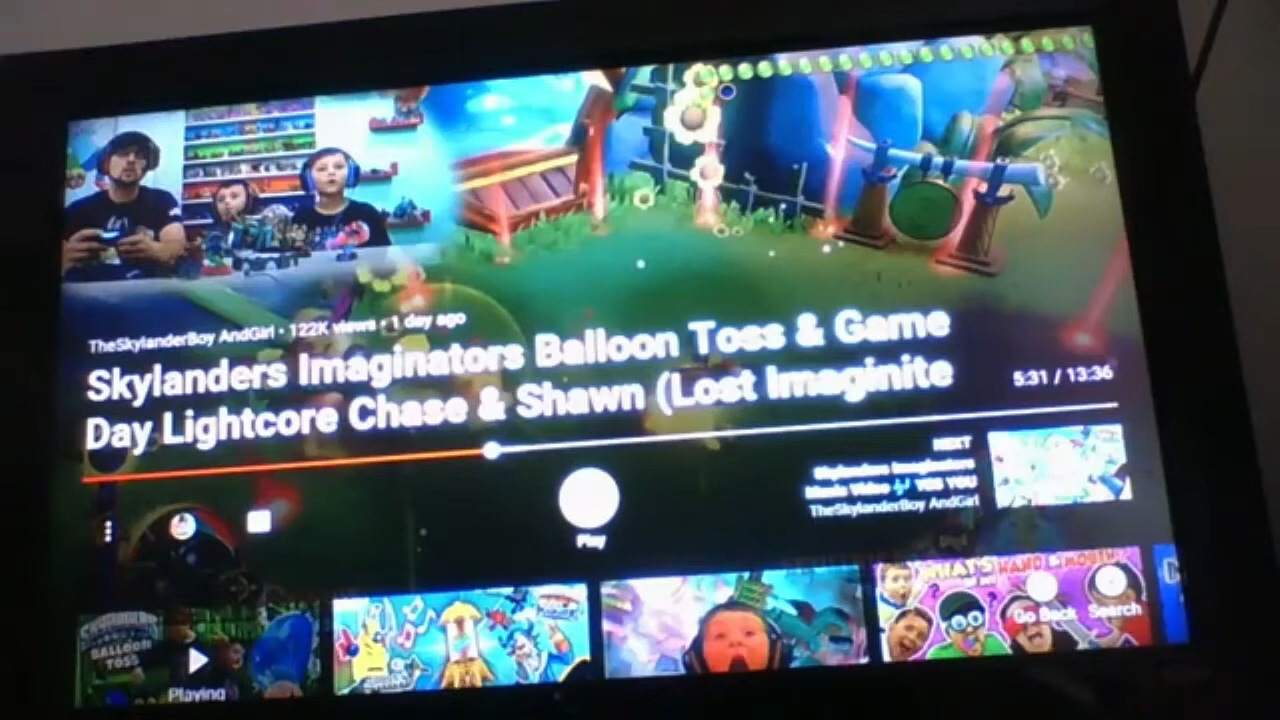 TheSkylanderBoy AndGirl • 122K views • 1 day ago
Skylanders Imaginators Balloon Toss & Game
Day Lightcore Chase & Shawn (Lost Imaginite
5:31 / 13:36
NEXT
Skylanders Imaginators
Music Video YES YOU
TheSkylanderBoy AndGirl
Play
BALLOON
TOSS
Playing
WHAT'S
HAND & MOUTH?
Go Back
Search